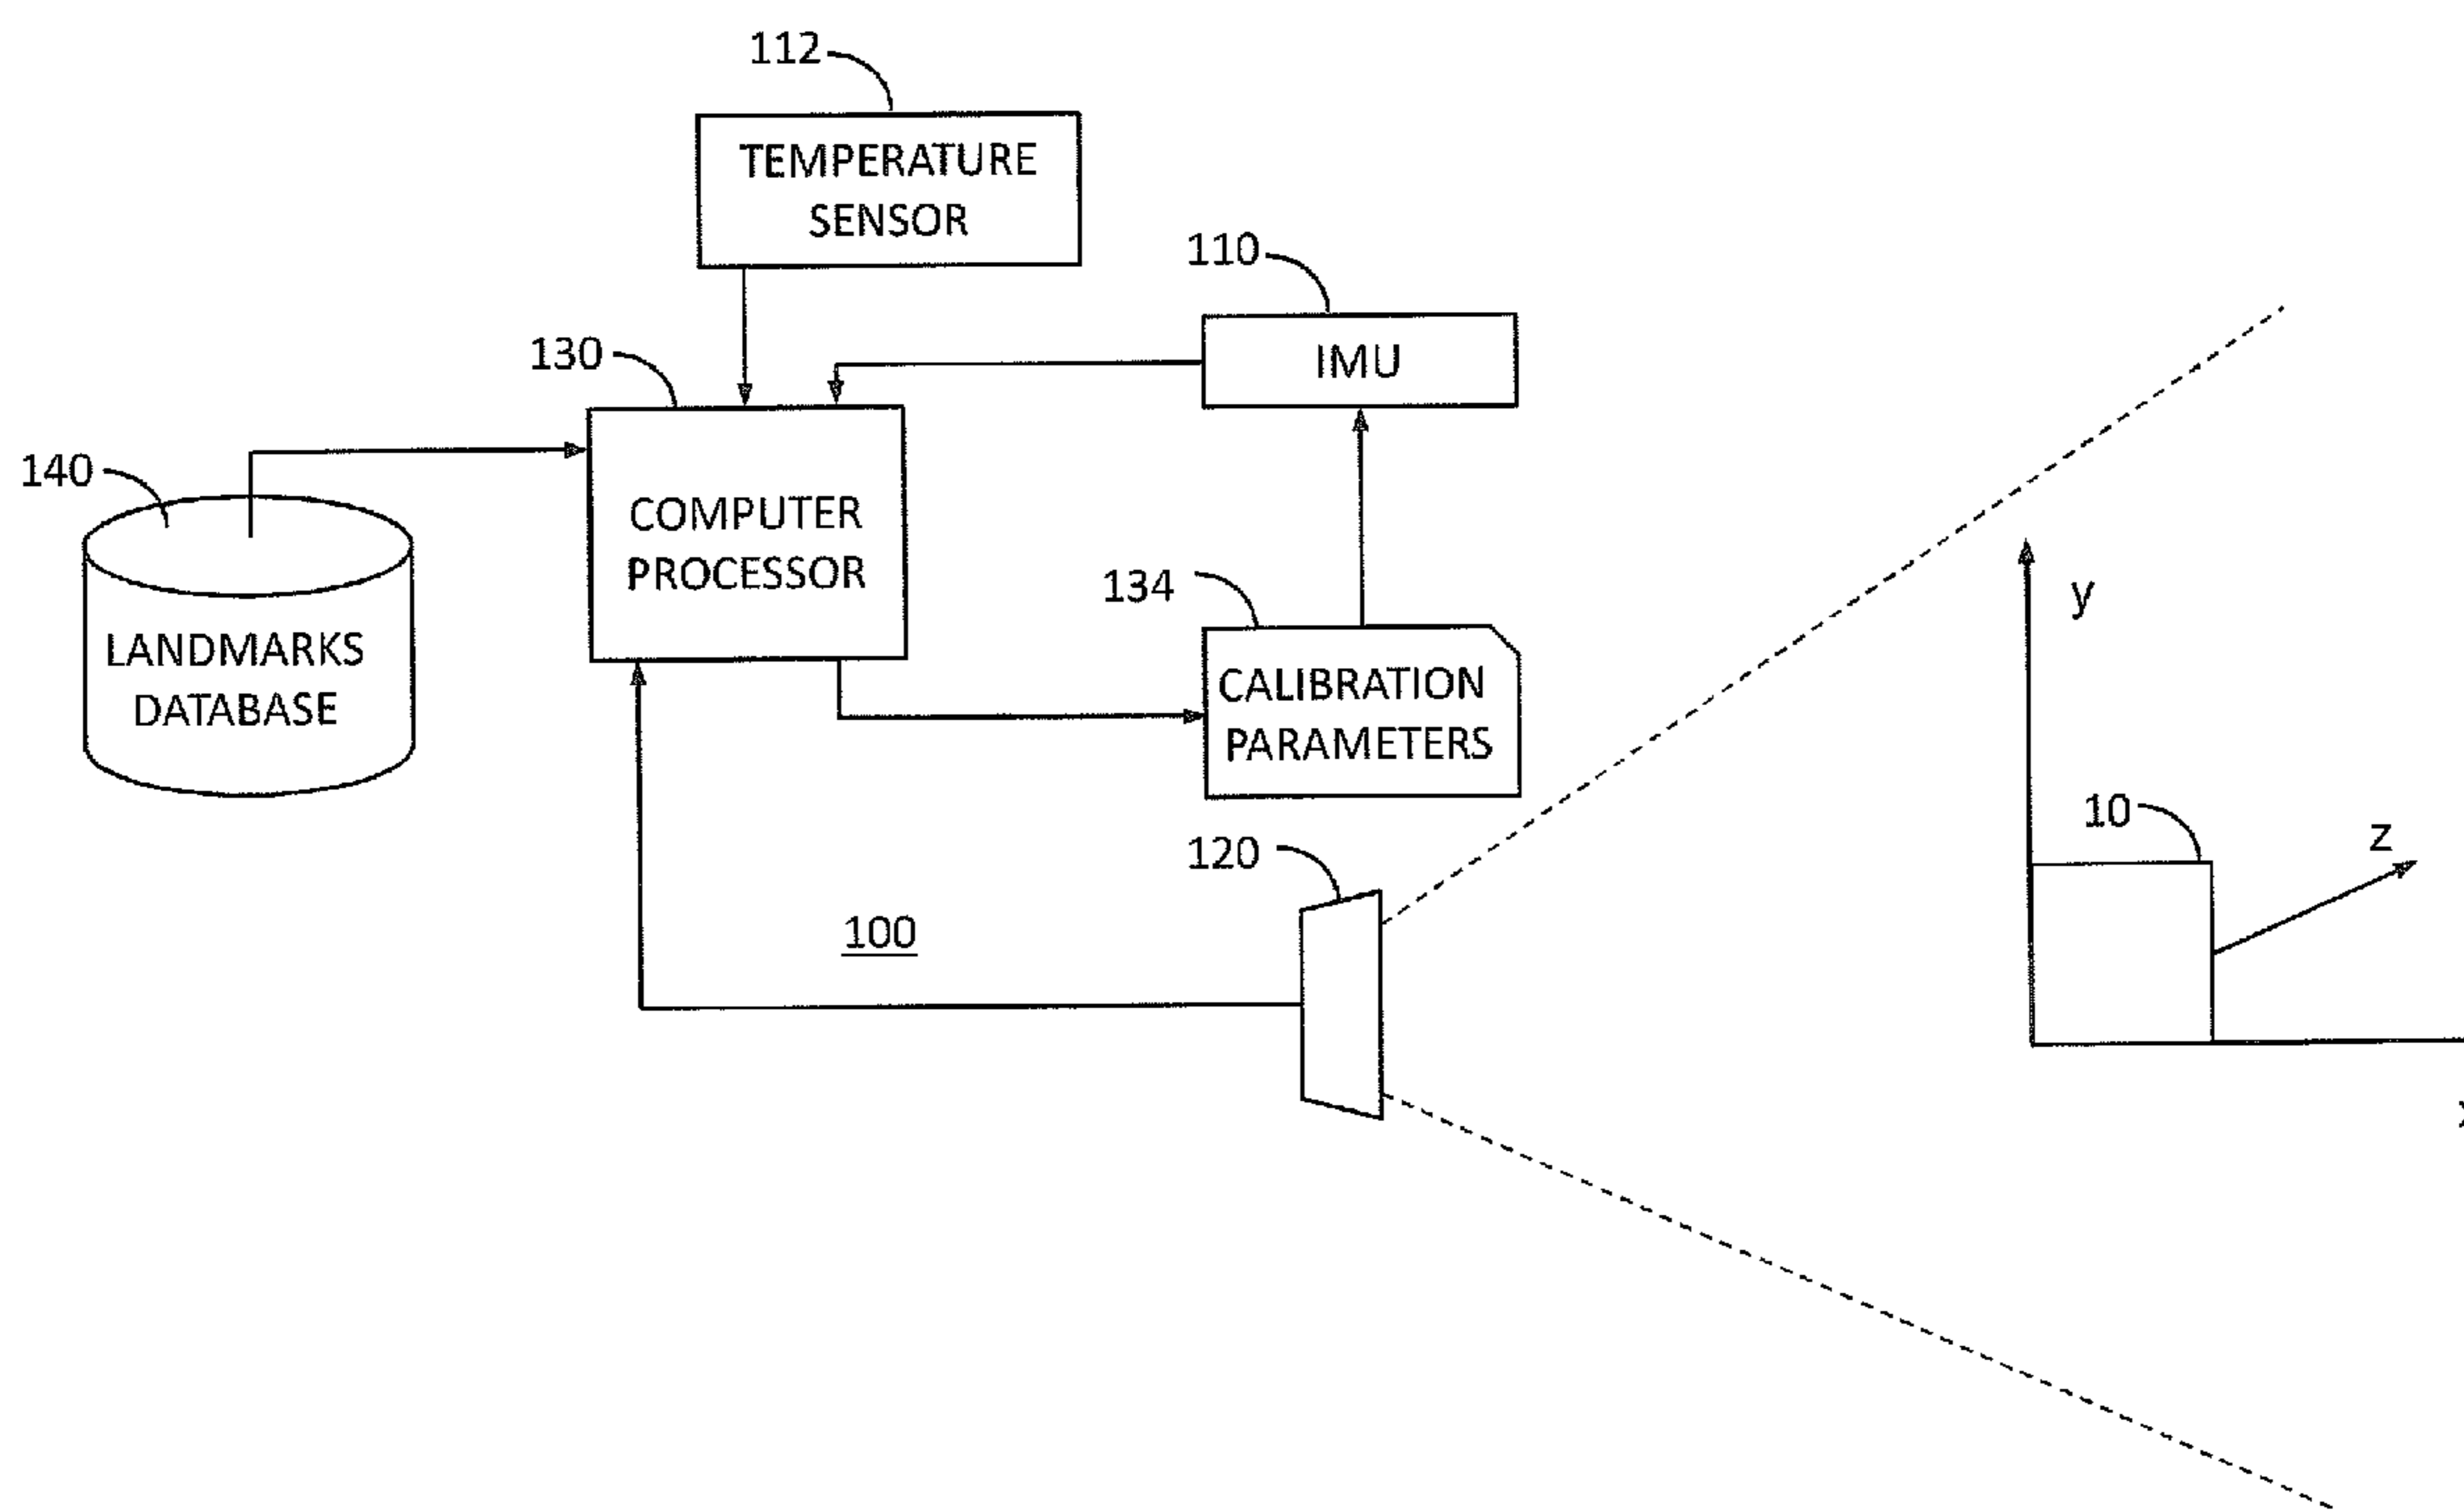 112
TEMPERATURE
SENSOR
110
IMU
130
COMPUTER
PROCESSOR
140
LANDMARKS
DATABASE
134
CALIBRATION
PARAMETERS
y
10
z
120
100